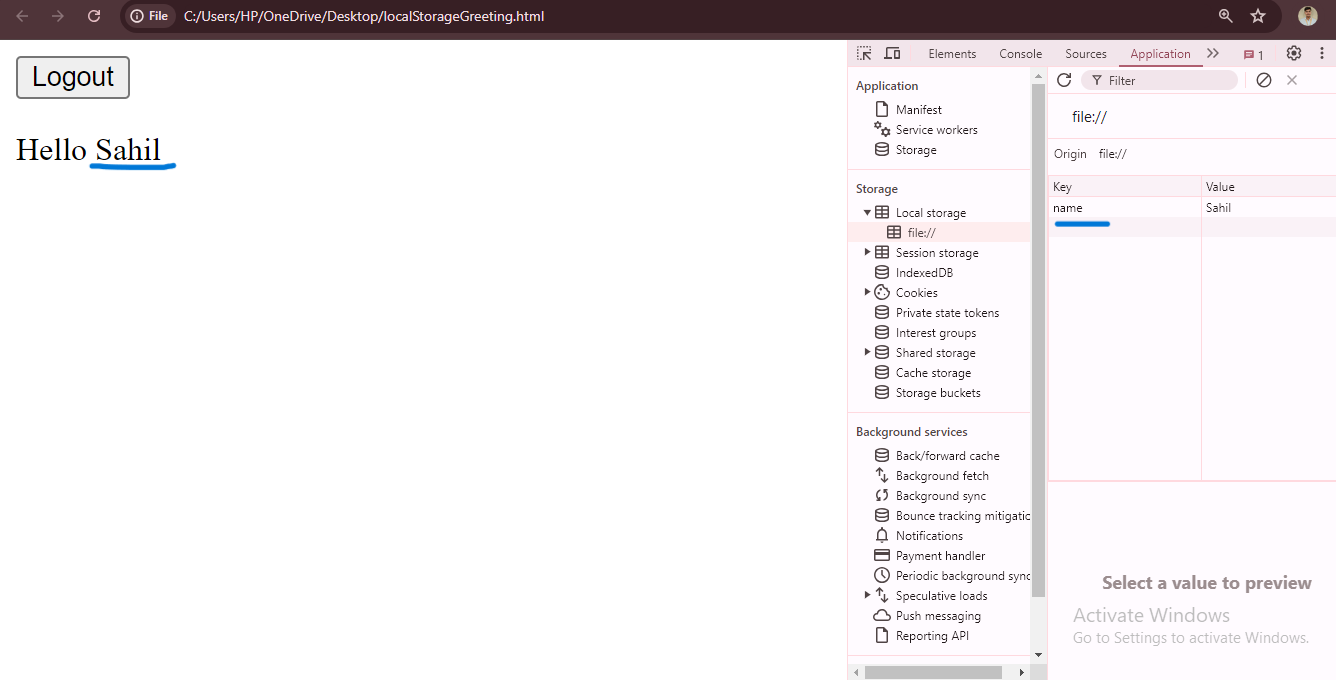 File C:/Users/HP/OneDrive/Desktop/localStorageGreeting.html
Logout
Hello Sahil
Elements Console Sources Application 1
Application
Manifest
Service workers
Storage
Storage
Local storage
file://
Session storage
IndexedDB
Cookies
Private state tokens
Interest groups
Shared storage
Cache storage
Storage buckets
Background services
Back/forward cache
Background fetch
Background sync
Bounce tracking mitigatic
Notifications
Payment handler
Periodic background sync
Speculative loads
Push messaging
Reporting API
Filter
file://
Origin file://
Key Value
name Sahil
Select a value to preview
Activate Windows
Go to Settings to activate Windows.